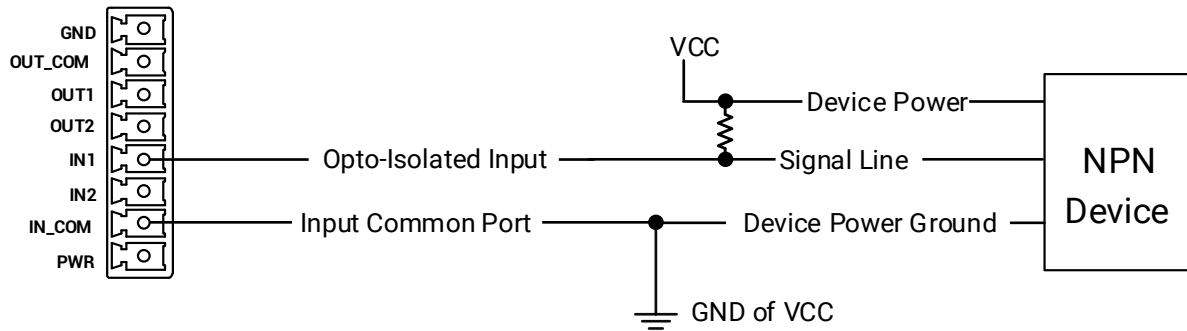 GND
OUT_COM
OUT1
OUT2
IN1
IN2
IN_COM
PWR
VCC
Device Power
Opto-Isolated Input
Signal Line
Input Common Port
Device Power Ground
GND of VCC
NPN
Device